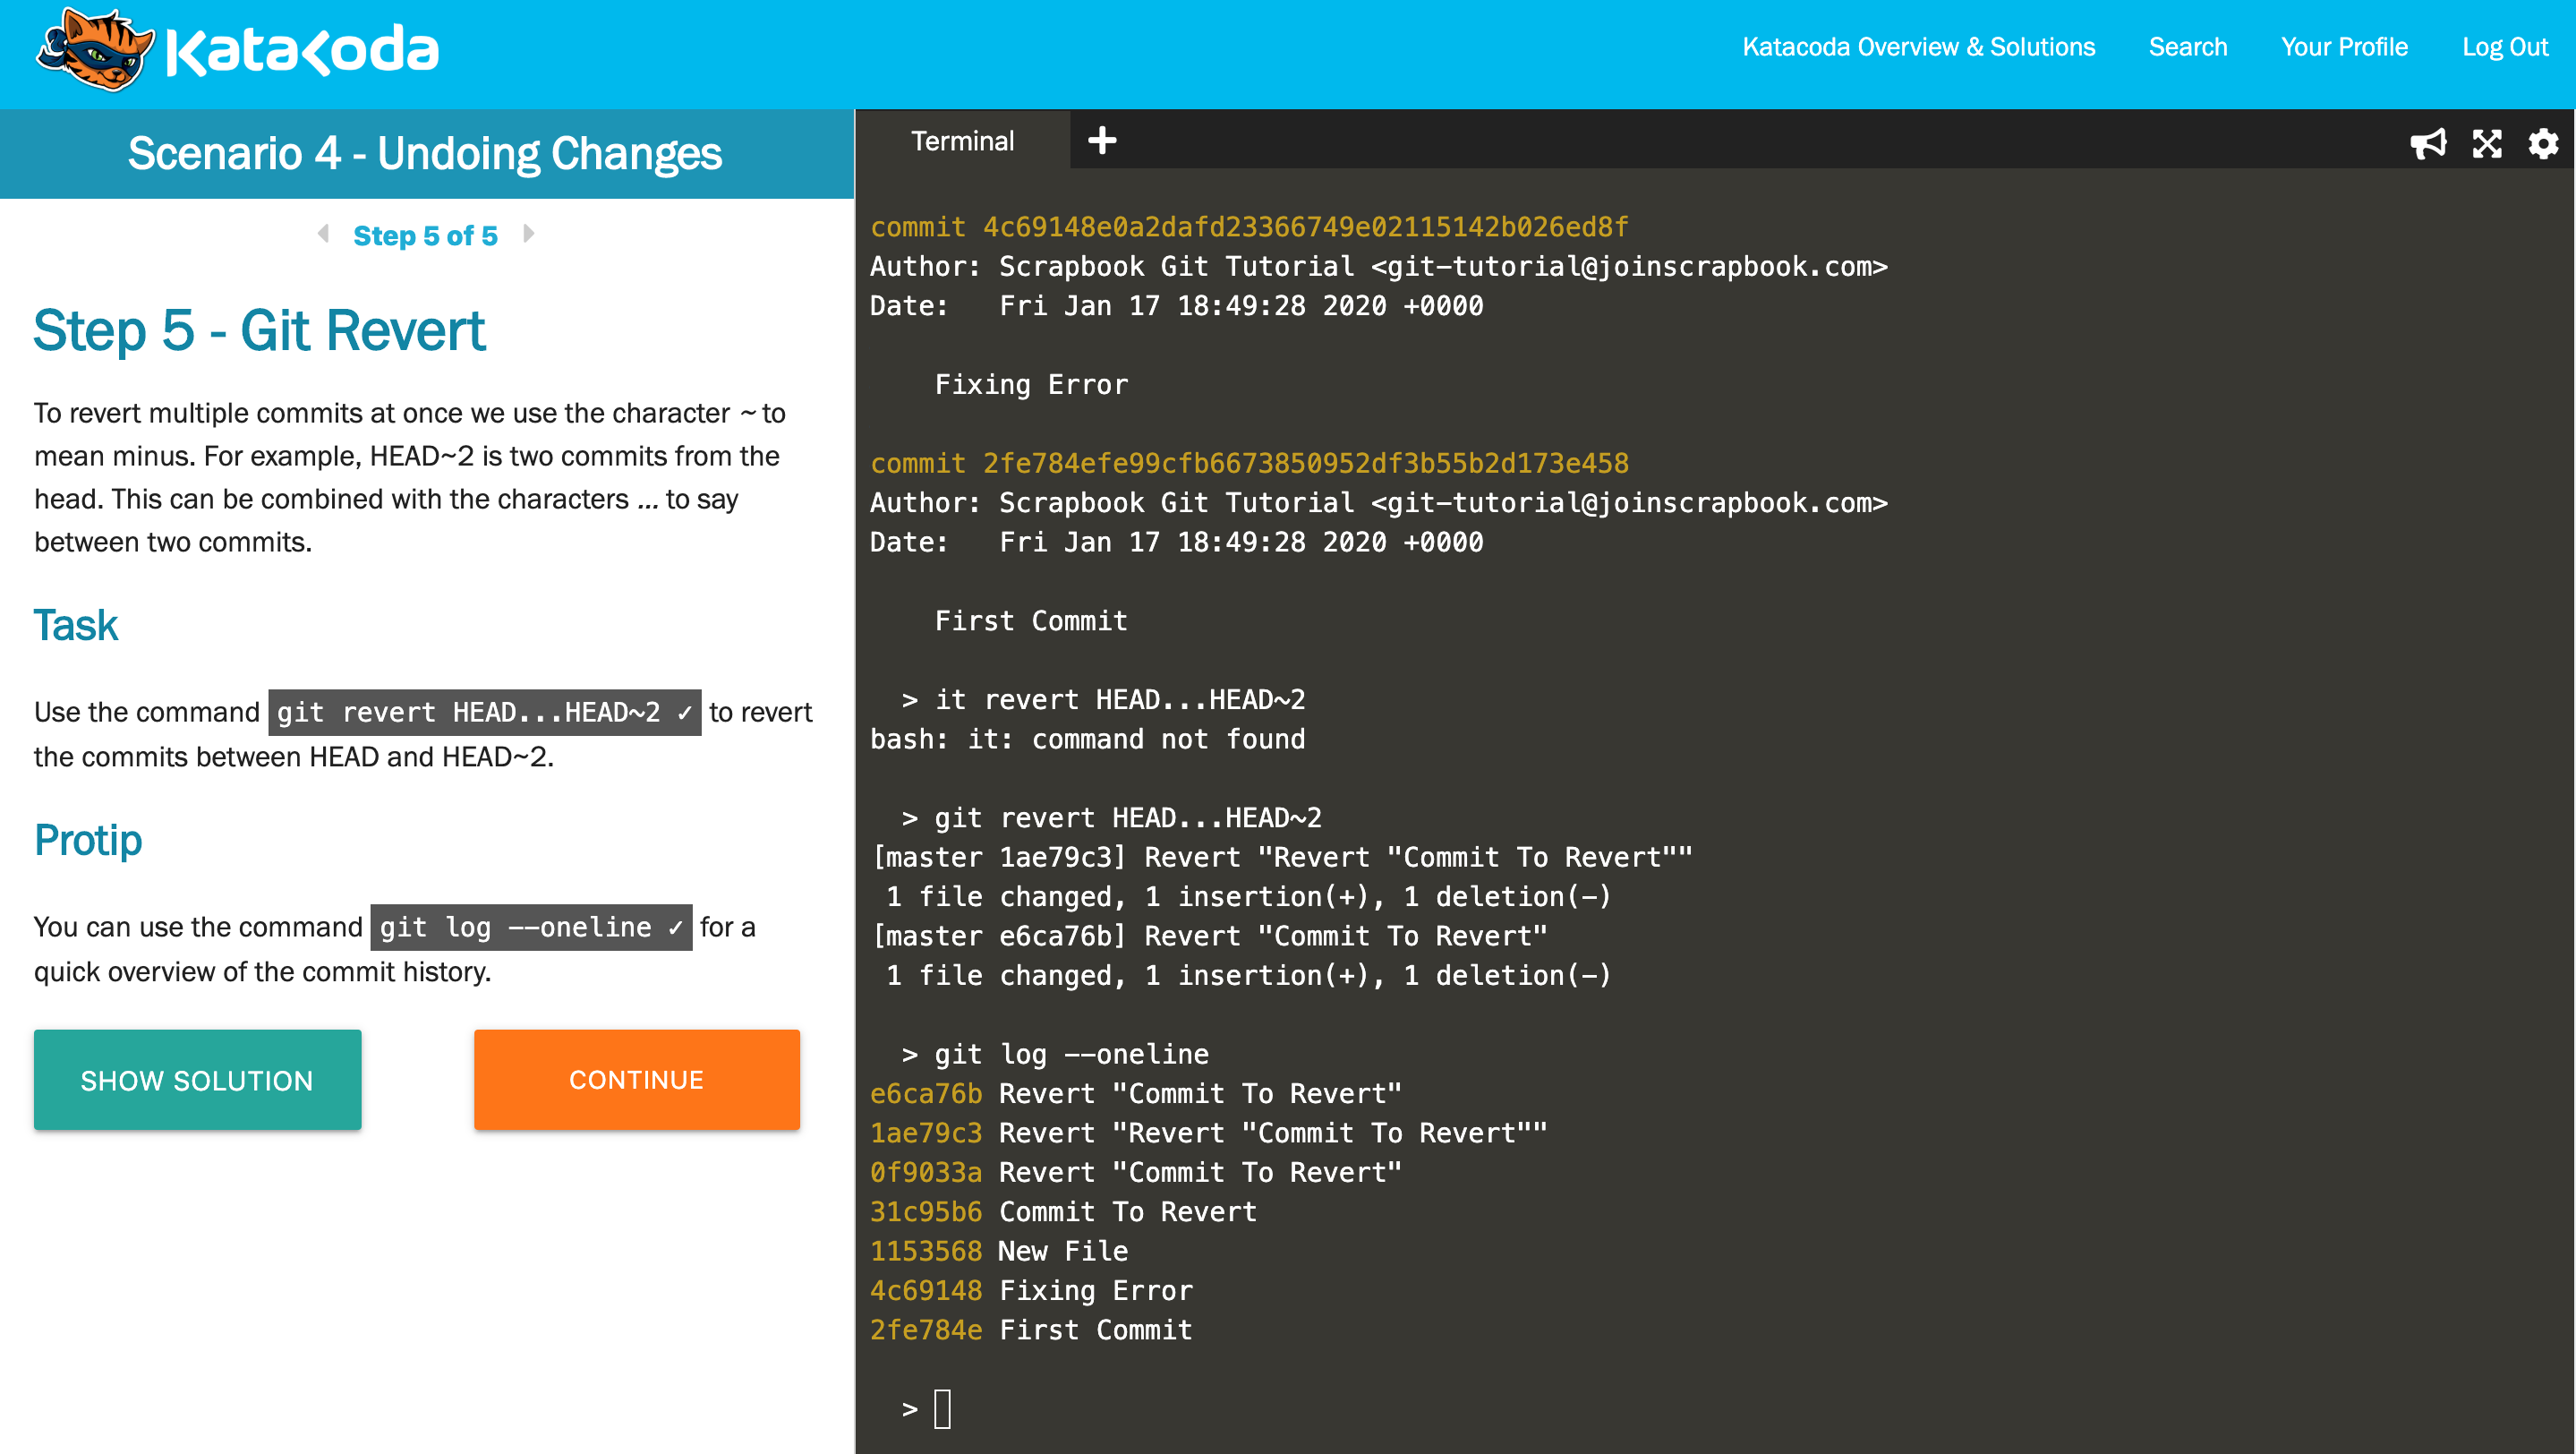 KataKoda
Katacoda Overview & Solutions
Search
Your Profile
Log Out
Scenario 4 - Undoing Changes
Step 5 of 5
Step 5 - Git Revert
To revert multiple commits at once we use the character ~ to
mean minus. For example, HEAD~2 is two commits from the
head. This can be combined with the characters ... to say
between two commits.
Task
Use the command git revert HEAD...HEAD~2 ✓ to revert
the commits between HEAD and HEAD~2.
Protip
You can use the command git log --oneline ✓ for a
quick overview of the commit history.
SHOW SOLUTION
CONTINUE
Terminal
commit 4c69148e0a2dafd23366749e02115142b026ed8f
Author: Scrapbook Git Tutorial <git-tutorial@joinscrapbook.com>
Date:   Fri Jan 17 18:49:28 2020 +0000
Fixing Error
commit 2fe784efe99cfb6673850952df3b55b2d173e458
Author: Scrapbook Git Tutorial <git-tutorial@joinscrapbook.com>
Date:   Fri Jan 17 18:49:28 2020 +0000
First Commit
> it revert HEAD...HEAD~2
bash: it: command not found
> git revert HEAD...HEAD~2
[master 1ae79c3] Revert "Revert "Commit To Revert""
1 file changed, 1 insertion(+), 1 deletion(-)
[master e6ca76b] Revert "Commit To Revert"
1 file changed, 1 insertion(+), 1 deletion(-)
> git log --oneline
e6ca76b Revert "Commit To Revert"
1ae79c3 Revert "Revert "Commit To Revert""
0f9033a Revert "Commit To Revert"
31c95b6 Commit To Revert
1153568 New File
4c69148 Fixing Error
2fe784e First Commit
>